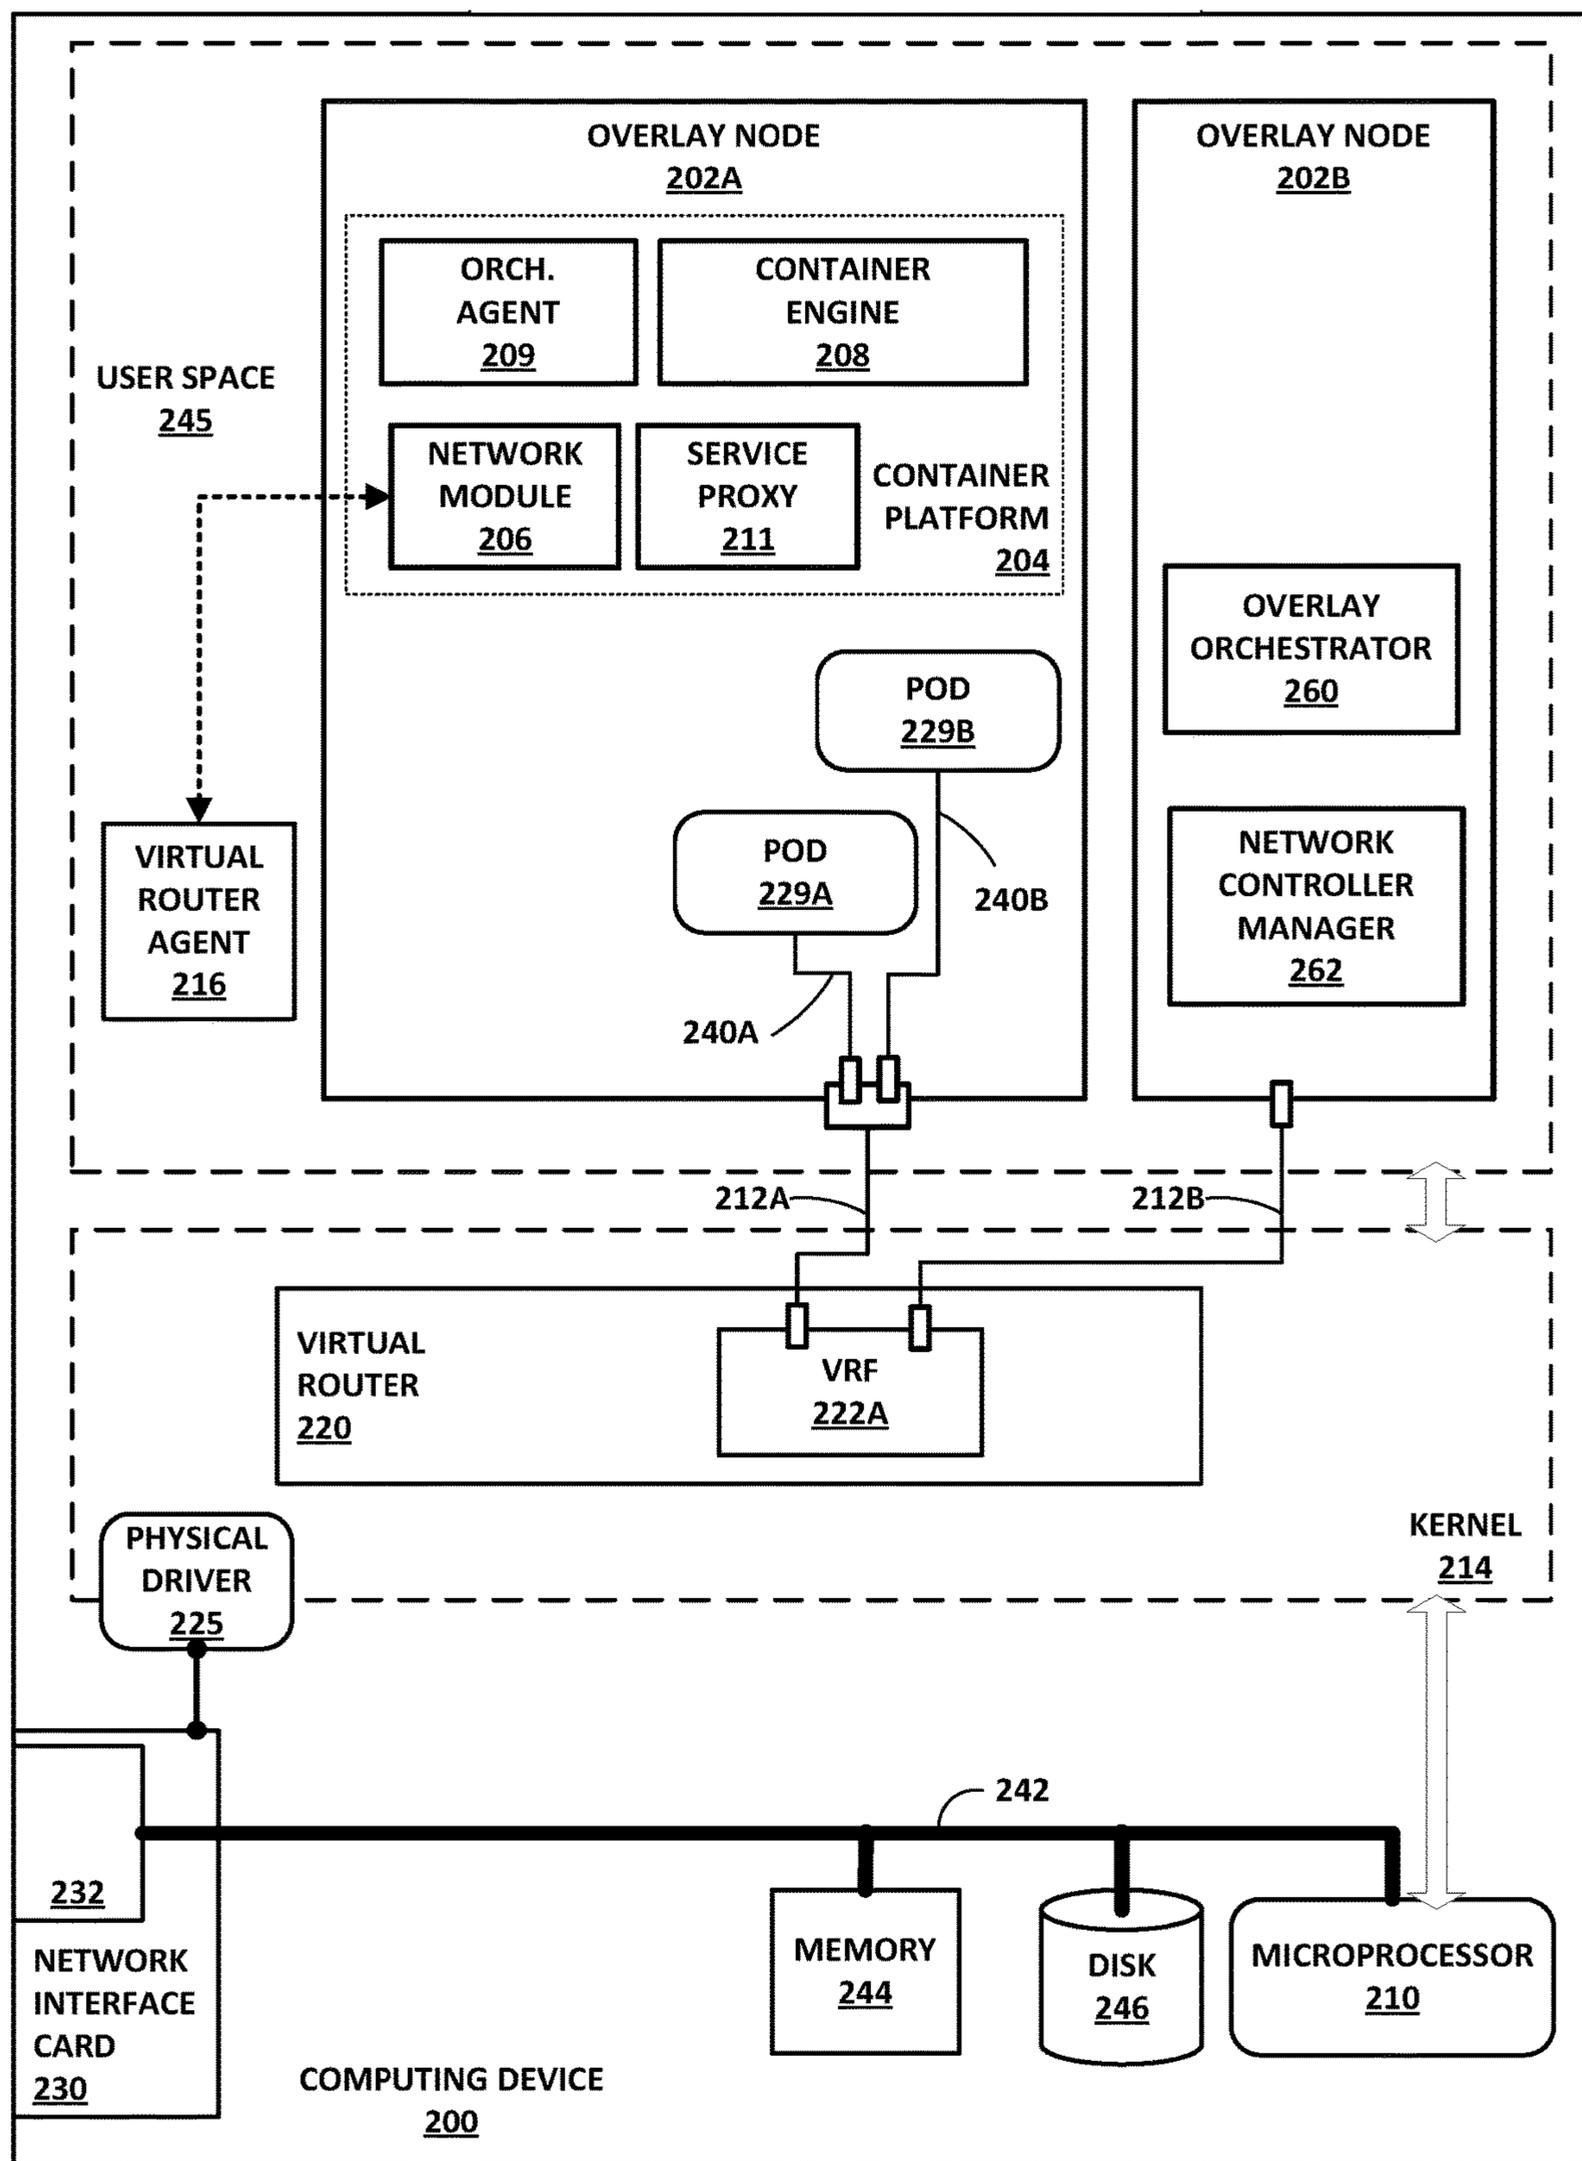 OVERLAY NODE
202A
OVERLAY NODE
202B
ORCH.
AGENT
209
CONTAINER
ENGINE
208
USER SPACE
245
NETWORK
MODULE
206
SERVICE
PROXY
211
CONTAINER
PLATFORM
204
OVERLAY
ORCHESTRATOR
260
POD
229B
POD
229A
240B
VIRTUAL
ROUTER
AGENT
216
NETWORK
CONTROLLER
MANAGER
262
240A
212A
212B
VIRTUAL
ROUTER
220
VRF
222A
KERNEL
214
PHYSICAL
DRIVER
225
242
232
NETWORK
INTERFACE
CARD
230
MEMORY
244
DISK
246
MICROPROCESSOR
210
COMPUTING DEVICE
200